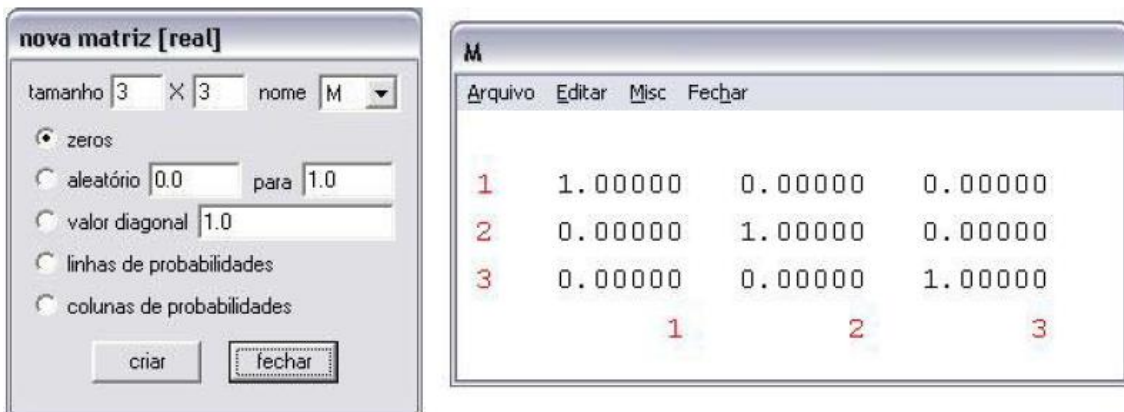 nova matriz [real]
tamanho 3 X 3 nome M
zeros
aleatório 0.0 para 1.0
valor diagonal 1.0
linhas de probabilidades
colunas de probabilidades
criar fechar
M
Arquivo Editar Misc Fechar
1 1.00000 0.00000 0.00000
2 0.00000 1.00000 0.00000
3 0.00000 0.00000 1.00000
1 2 3